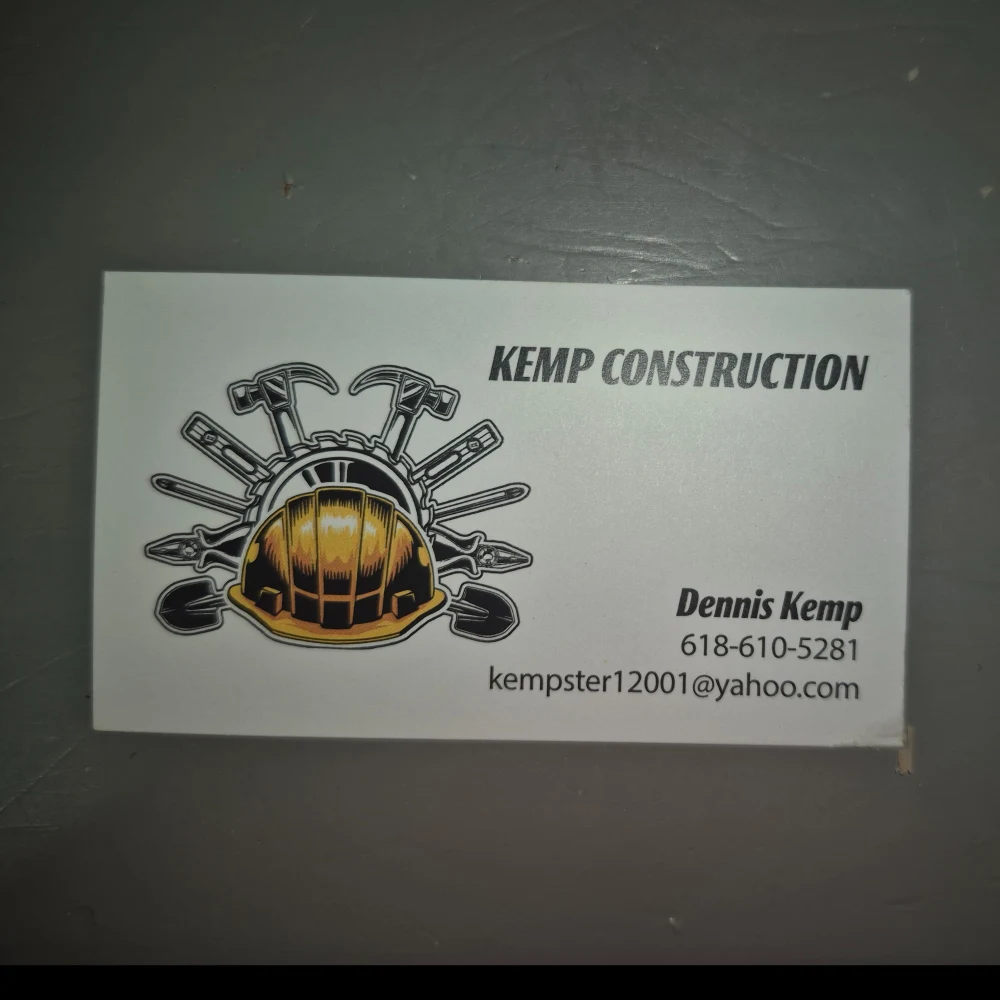 KEMP CONSTRUCTION
Dennis Kemp
618-610-5281
kempster12001@yahoo.com